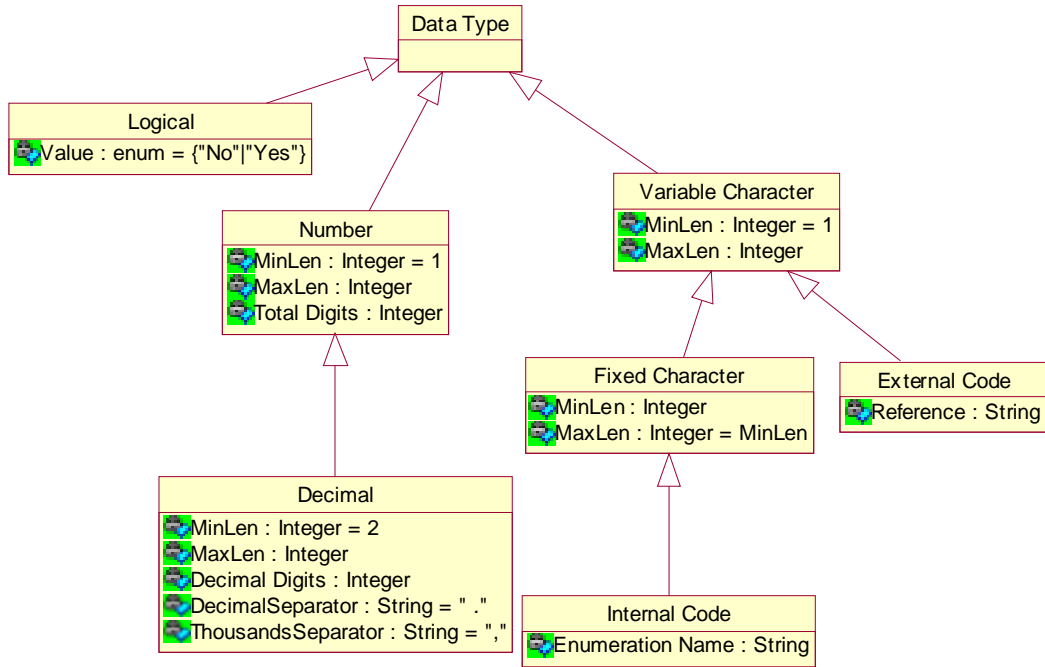 Data Type
Logical
Value : enum = {"No"|"Yes"}
Variable Character
MinLen : Integer = 1
MaxLen : Integer
Number
MinLen : Integer = 1
MaxLen : Integer
Total Digits : Integer
Fixed Character
MinLen : Integer
MaxLen : Integer = MinLen
External Code
Reference : String
Decimal
MinLen : Integer = 2
MaxLen : Integer
Decimal Digits : Integer
DecimalSeparator : String = " ."
ThousandsSeparator : String = ","
Internal Code
Enumeration Name : String